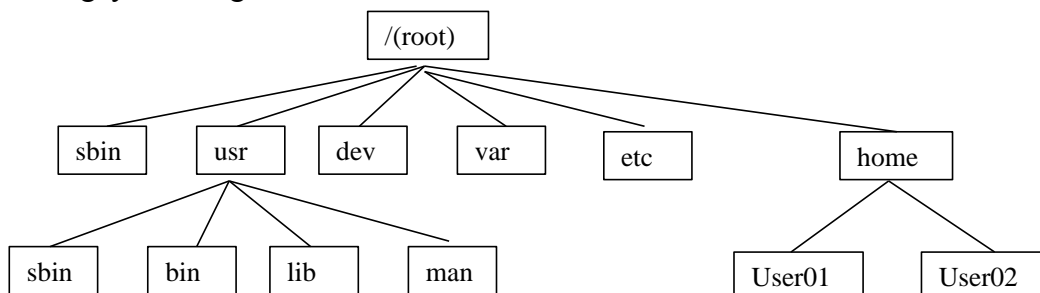 /(root)
sbin usr dev var etc home
sbin bin lib man User01 User02